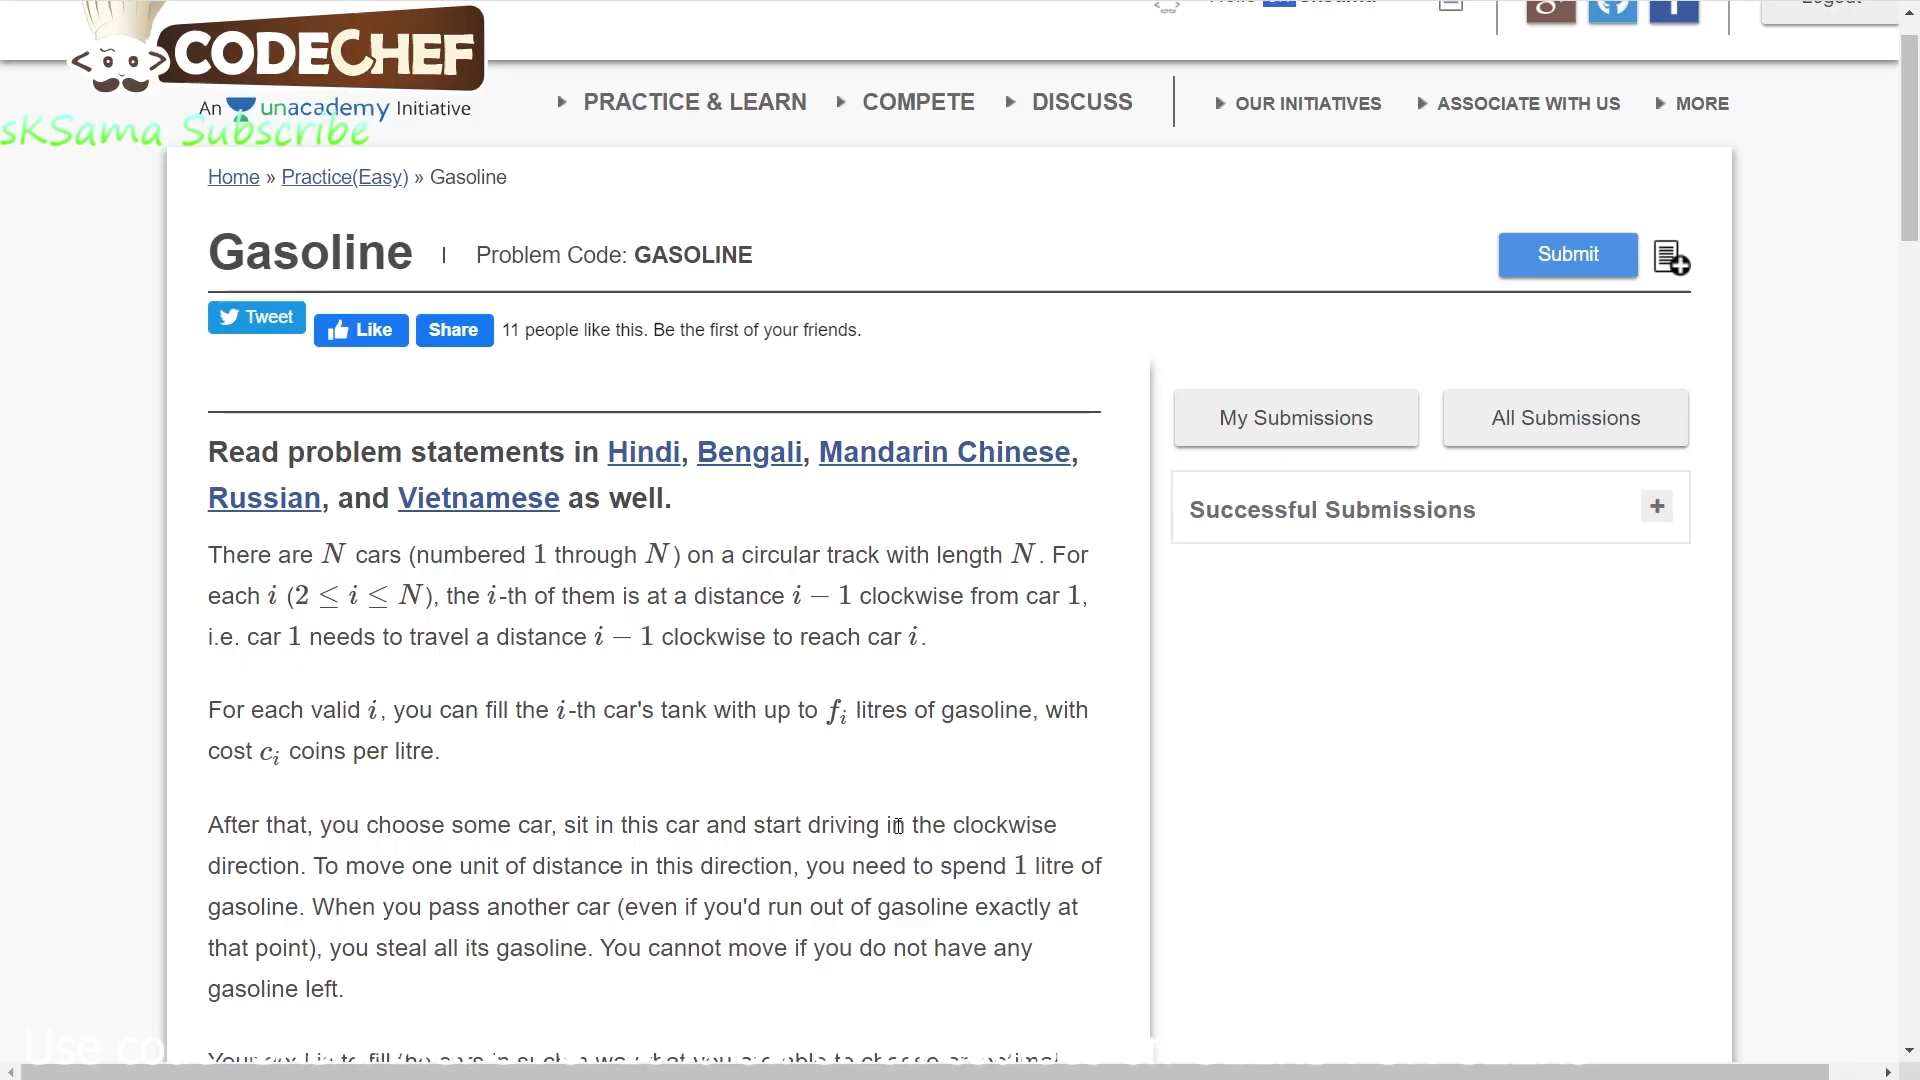 CODECHEF
An unacademy Initiative
sKSama Subscribe
PRACTICE & LEARN COMPETE DISCUSS OUR INITIATIVES ASSOCIATE WITH US MORE
Home » Practice(Easy) » Gasoline
Gasoline | Problem Code: GASOLINE
Submit
Tweet
Like Share 11 people like this. Be the first of your friends.
My Submissions All Submissions
Successful Submissions +
Read problem statements in Hindi, Bengali, Mandarin Chinese,
Russian, and Vietnamese as well.
There are N cars (numbered 1 through N) on a circular track with length N. For
each i (2 ≤ i ≤ N), the i-th of them is at a distance i − 1 clockwise from car 1,
i.e. car 1 needs to travel a distance i − 1 clockwise to reach car i.
For each valid i, you can fill the i-th car's tank with up to fᵢ litres of gasoline, with
cost cᵢ coins per litre.
After that, you choose some car, sit in this car and start driving in the clockwise
direction. To move one unit of distance in this direction, you need to spend 1 litre of
gasoline. When you pass another car (even if you'd run out of gasoline exactly at
that point), you steal all its gasoline. You cannot move if you do not have any
gasoline left.
Use